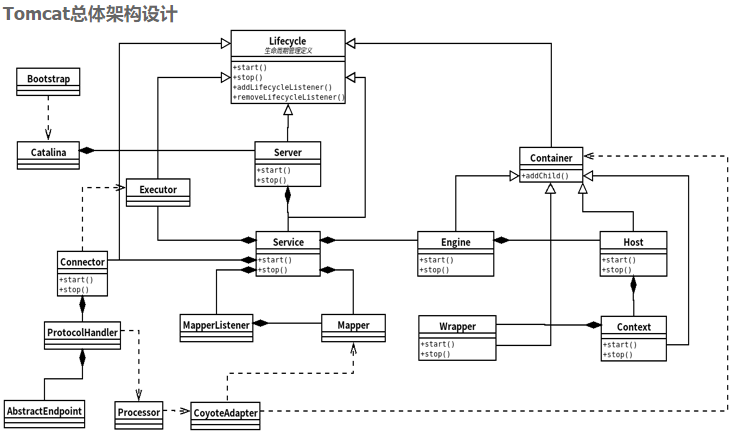 Tomcat总体架构设计
Lifecycle
生命周期管理定义
+start()
+stop()
+addLifecycleListener()
+removeLifecycleListener()
Bootstrap
Catalina
Server
+start()
+stop()
Container
+addChild()
Executor
Connector
+start()
+stop()
Service
+start()
+stop()
Engine
+start()
+stop()
Host
+start()
+stop()
ProtocolHandler
MapperListener
Mapper
Wrapper
+start()
+stop()
Context
+start()
+stop()
AbstractEndpoint
Processor
CoyoteAdapter